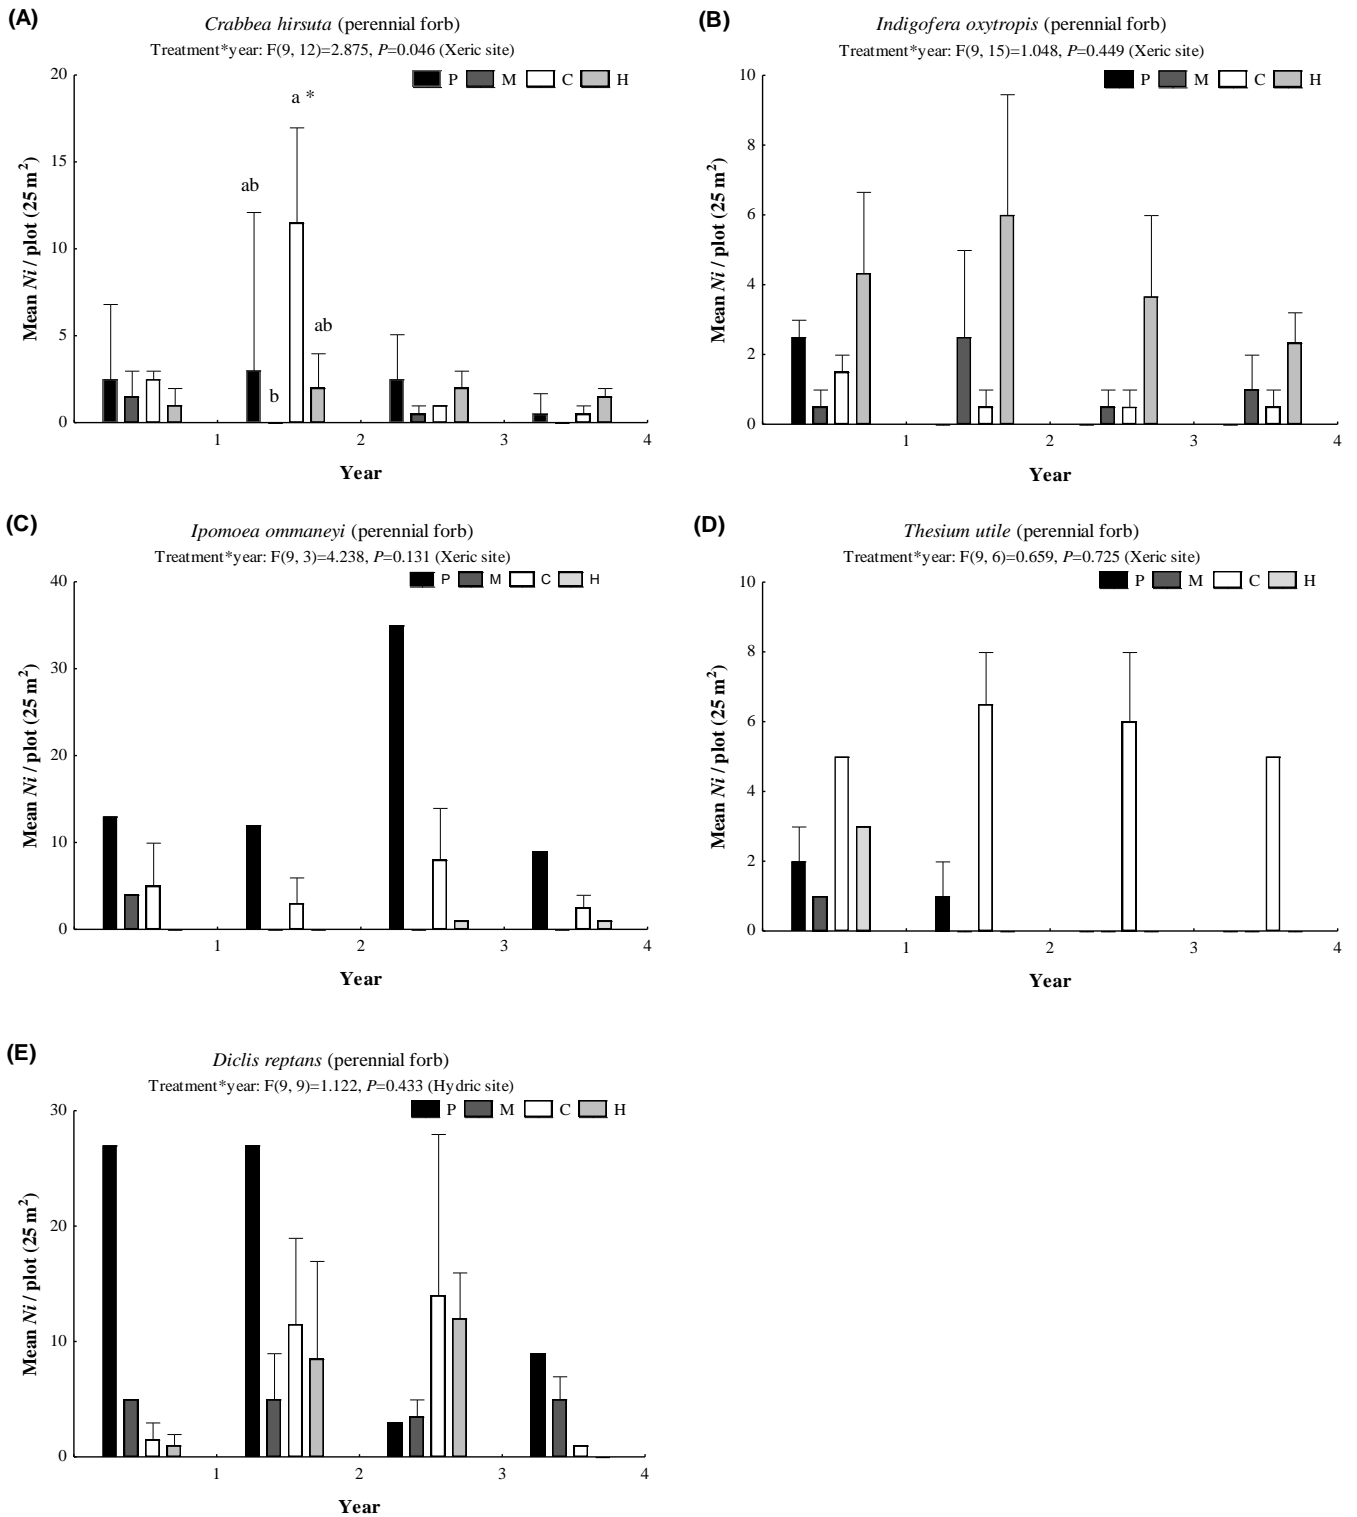 (A)
Crabbea hirsuta (perennial forb)
Treatment*year: F(9, 12)=2.875, P=0.046 (Xeric site)
P M C H
20
15
10
5
0
Mean Ni / plot (25 m²)
a *
ab
b
ab
1 2 3 4
Year
(B)
Indigofera oxytropis (perennial forb)
Treatment*year: F(9, 15)=1.048, P=0.449 (Xeric site)
P M C H
10
8
6
4
2
0
Mean Ni / plot (25 m²)
1 2 3 4
Year
(C)
Ipomoea ommaneyi (perennial forb)
Treatment*year: F(9, 3)=4.238, P=0.131 (Xeric site)
P M C H
40
30
20
10
0
Mean Ni / plot (25 m²)
1 2 3 4
Year
(D)
Thesium utile (perennial forb)
Treatment*year: F(9, 6)=0.659, P=0.725 (Xeric site)
P M C H
10
8
6
4
2
0
Mean Ni / plot (25 m²)
1 2 3 4
Year
(E)
Diclis reptans (perennial forb)
Treatment*year: F(9, 9)=1.122, P=0.433 (Hydric site)
P M C H
30
20
10
0
Mean Ni / plot (25 m²)
1 2 3 4
Year